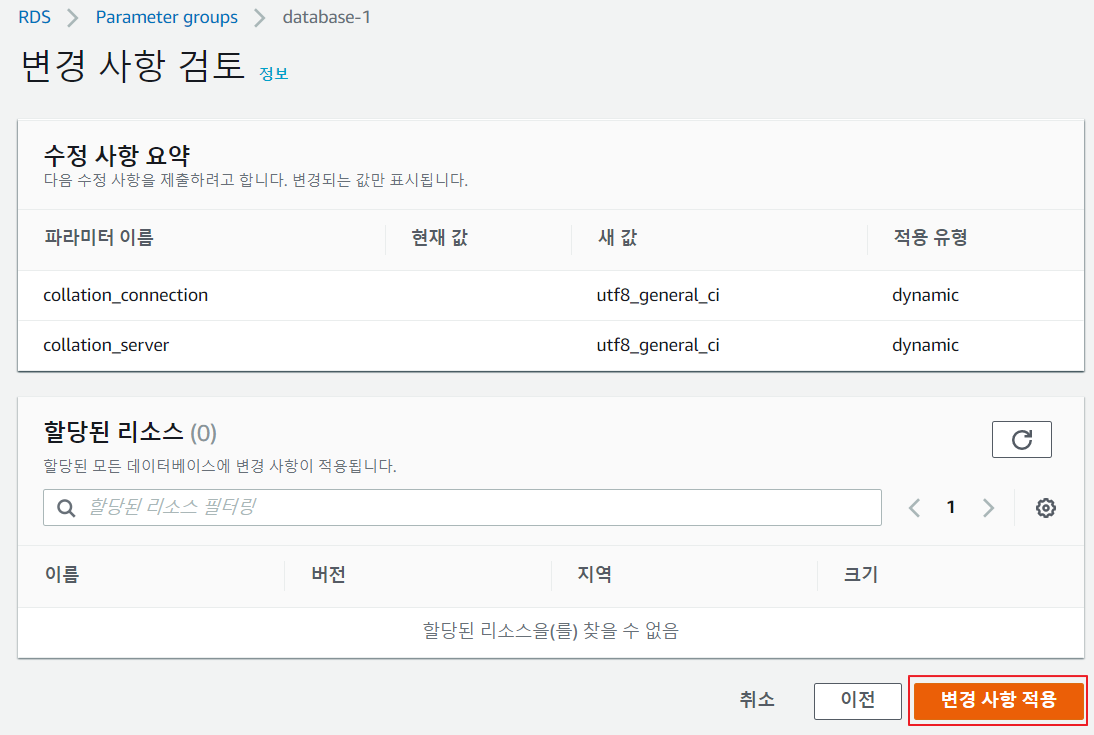 RDS > Parameter groups > database-1
변경 사항 검토 정보
수정 사항 요약
다음 수정 사항을 제출하려고 합니다. 변경되는 값만 표시됩니다.
파라미터 이름 현재 값 새 값 적용 유형
collation_connection utf8_general_ci dynamic
collation_server utf8_general_ci dynamic
할당된 리소스 (0)
할당된 모든 데이터베이스에 변경 사항이 적용됩니다.
할당된 리소스 필터링 < 1 >
이름 버전 지역 크기
할당된 리소스을(를) 찾을 수 없음
취소 이전 변경 사항 적용